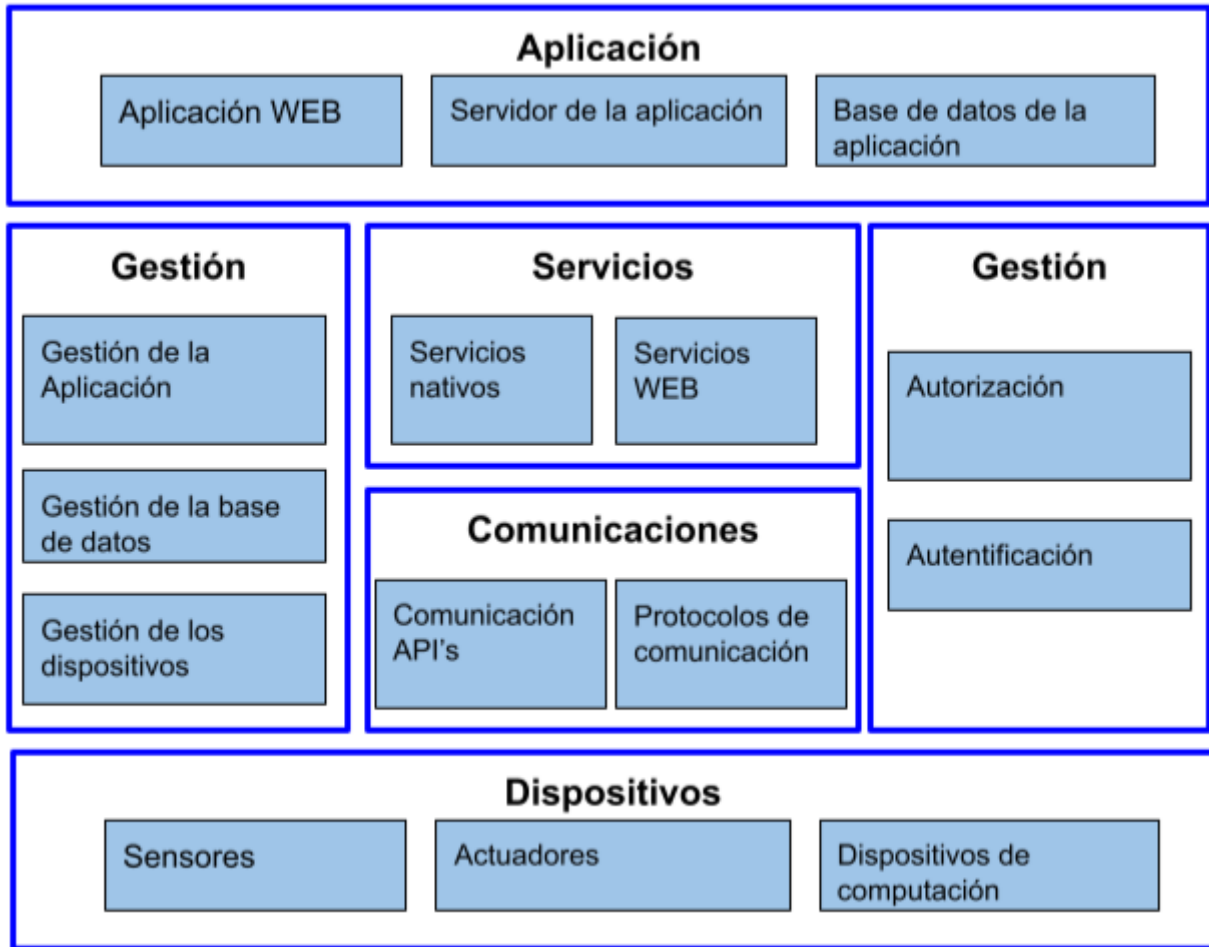 Aplicación
Aplicación WEB
Servidor de la aplicación
Base de datos de la
aplicación
Gestión
Gestión de la
Aplicación
Gestión de la base
de datos
Gestión de los
dispositivos
Servicios
Servicios
nativos
Servicios
WEB
Comunicaciones
Comunicación
API's
Protocolos de
comunicación
Gestión
Autorización
Autentificación
Dispositivos
Sensores
Actuadores
Dispositivos de
computación